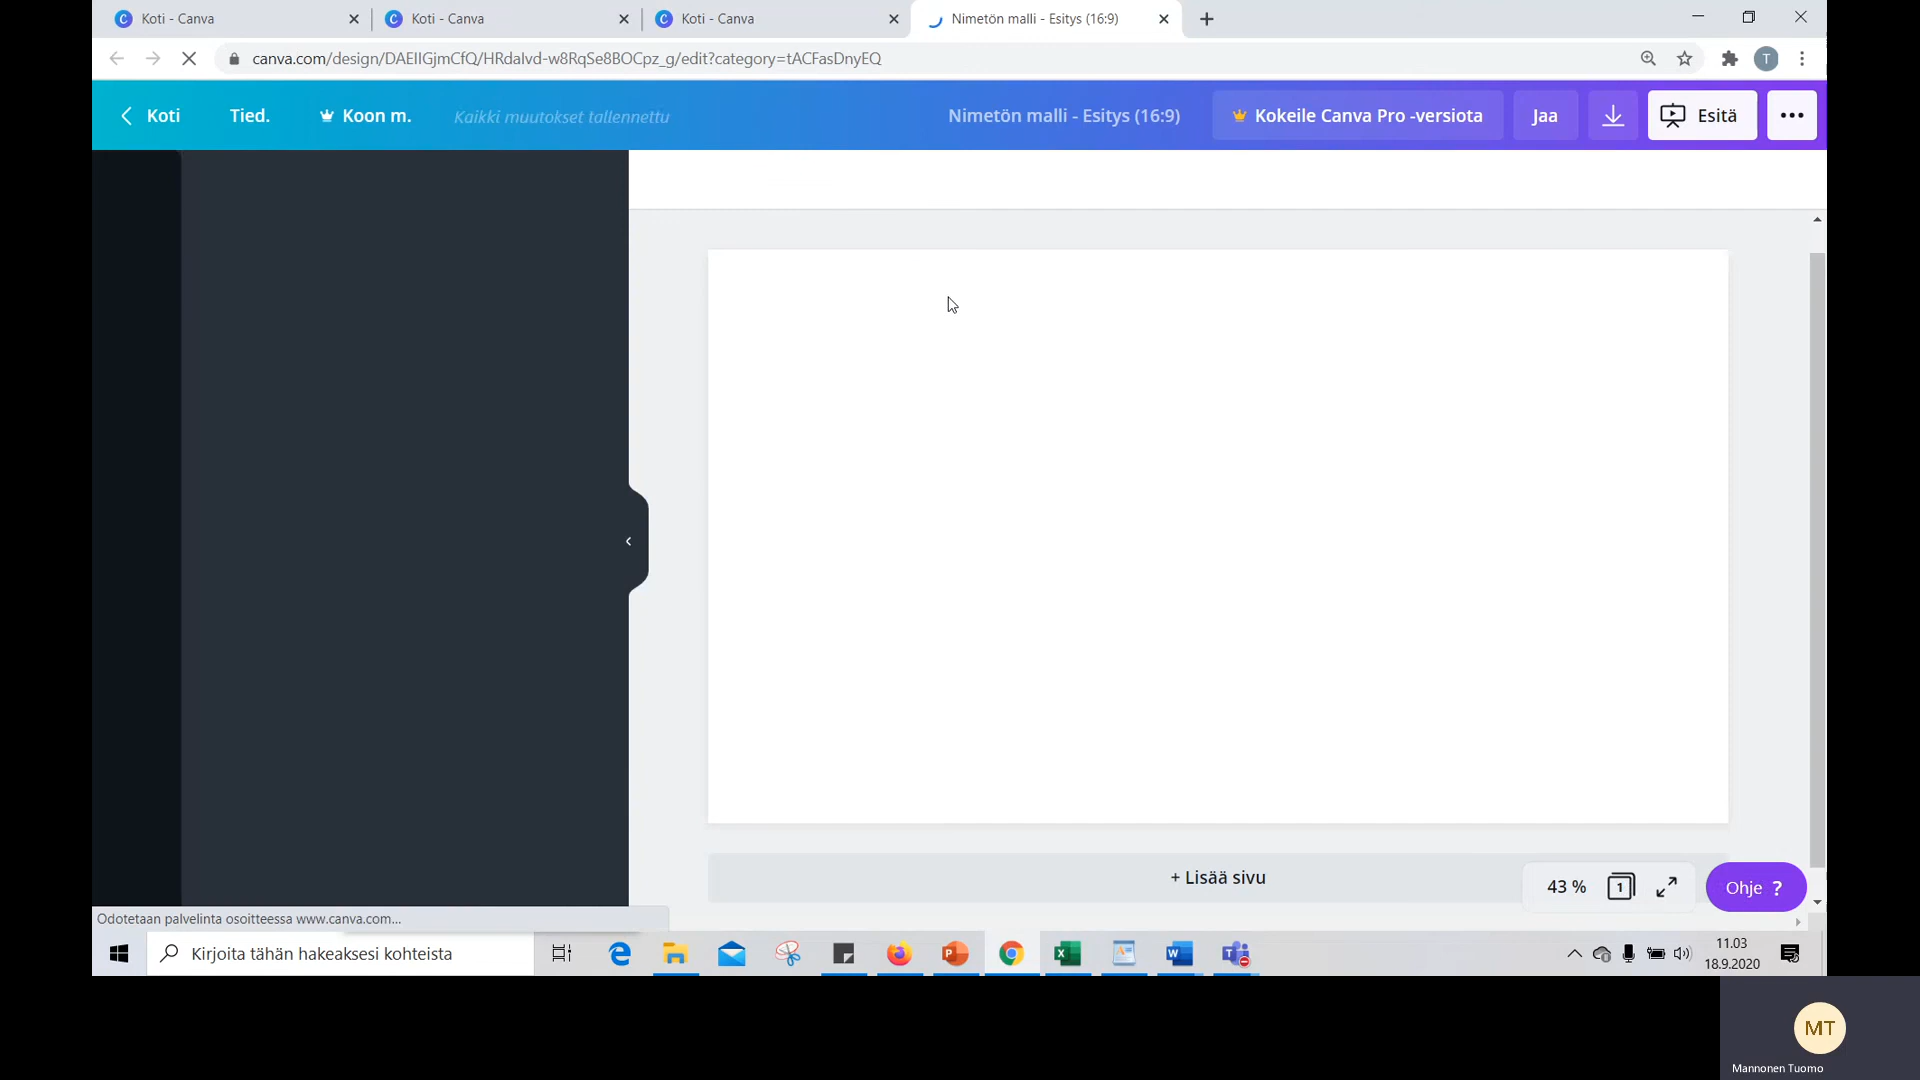 Koti - Canva
Koti - Canva
Koti - Canva
Nimetön malli - Esitys (16:9)
canva.com/design/DAEIIGjmCfQ/HRdalvd-w8RqSe8BOCpz_g/edit?category=tACFasDnyEQ
T
Koti
Tied.
Koon m.
Kaikki muutokset tallennettu
Nimetön malli - Esitys (16:9)
Kokeile Canva Pro -versiota
Jaa
Esitä
+ Lisää sivu
43 %
1
Ohje ?
Odotetaan palvelinta osoitteessa www.canva.com...
Kirjoita tähän hakeaksesi kohteista
11.03
18.9.2020
MT
Mannonen Tuomo